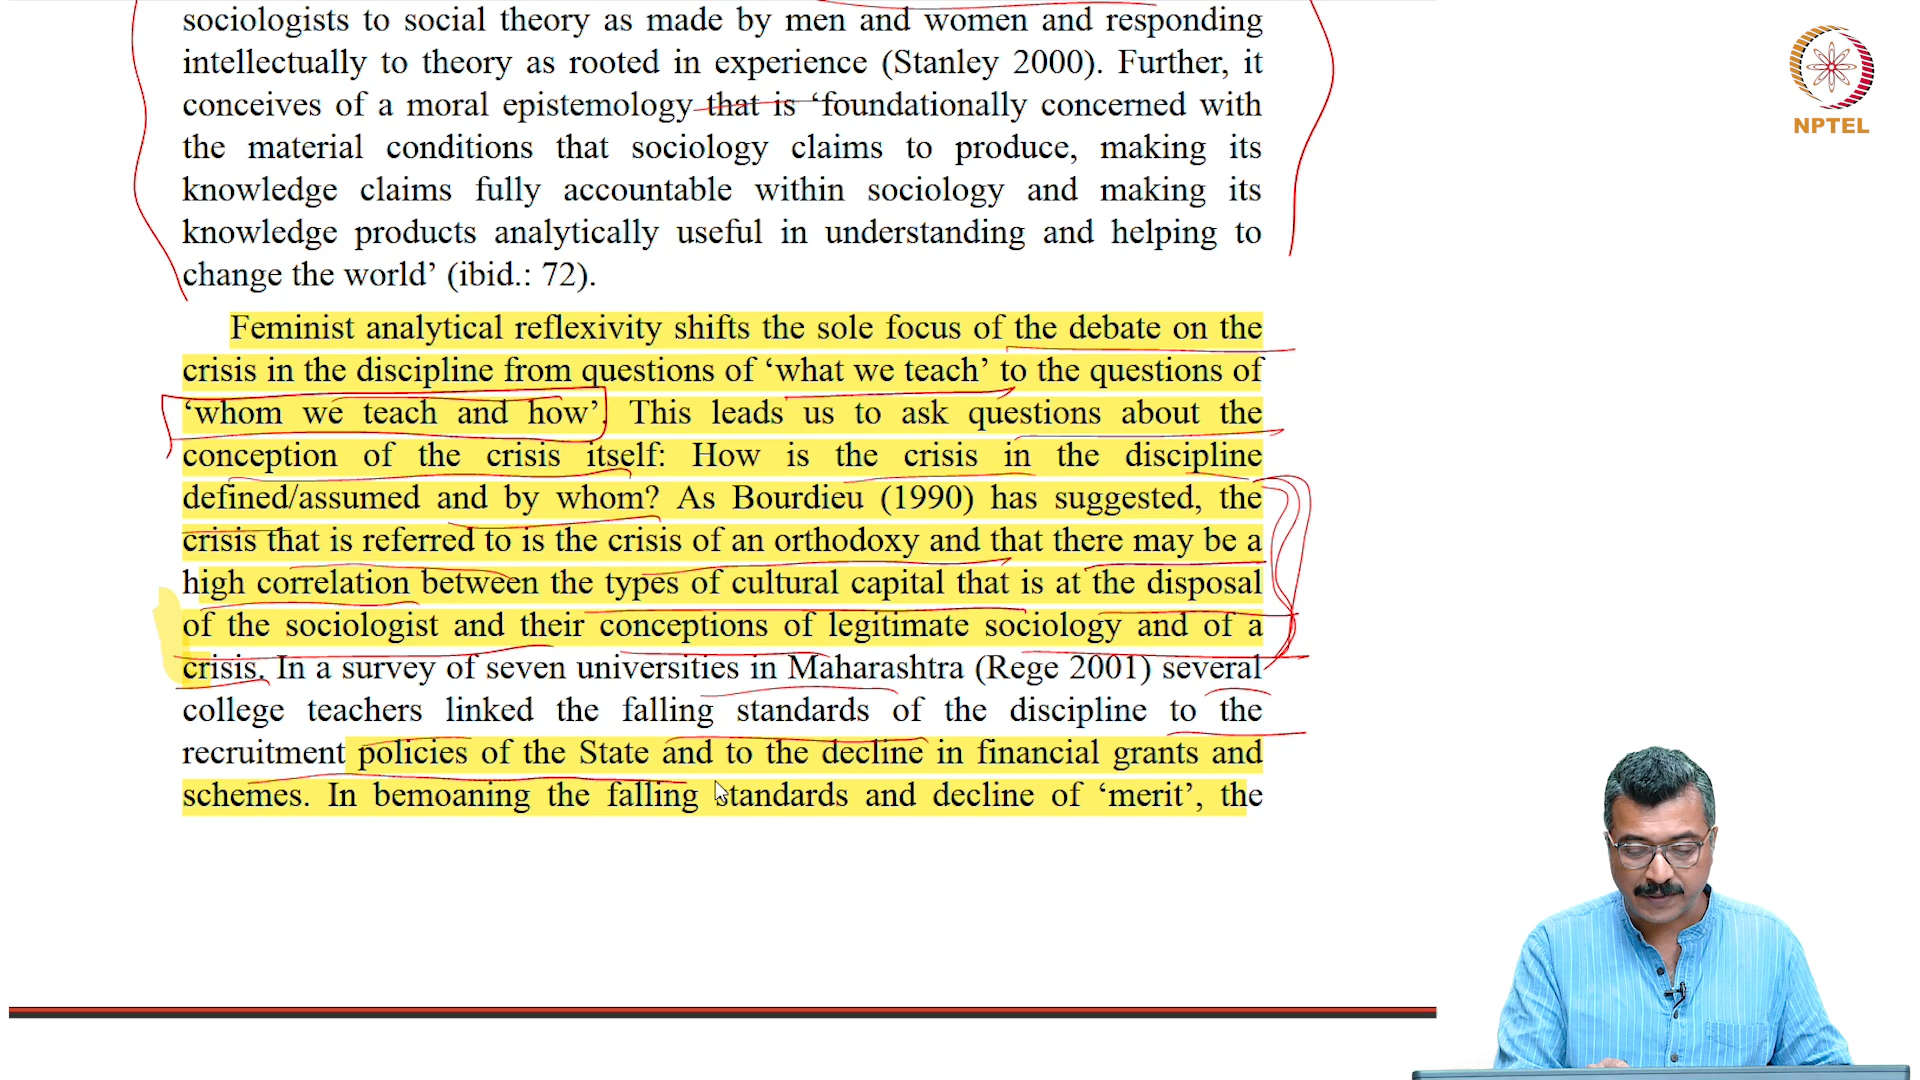 sociologists to social theory as made by men and women and responding
intellectually to theory as rooted in experience (Stanley 2000). Further, it
conceives of a moral epistemology that is ‘foundationally concerned with
the material conditions that sociology claims to produce, making its
knowledge claims fully accountable within sociology and making its
knowledge products analytically useful in understanding and helping to
change the world’ (ibid.: 72).
Feminist analytical reflexivity shifts the sole focus of the debate on the
crisis in the discipline from questions of ‘what we teach’ to the questions of
‘whom we teach and how’. This leads us to ask questions about the
conception of the crisis itself: How is the crisis in the discipline
defined/assumed and by whom? As Bourdieu (1990) has suggested, the
crisis that is referred to is the crisis of an orthodoxy and that there may be a
high correlation between the types of cultural capital that is at the disposal
of the sociologist and their conceptions of legitimate sociology and of a
crisis. In a survey of seven universities in Maharashtra (Rege 2001) several
college teachers linked the falling standards of the discipline to the
recruitment policies of the State and to the decline in financial grants and
schemes. In bemoaning the falling standards and decline of ‘merit’, the
NPTEL